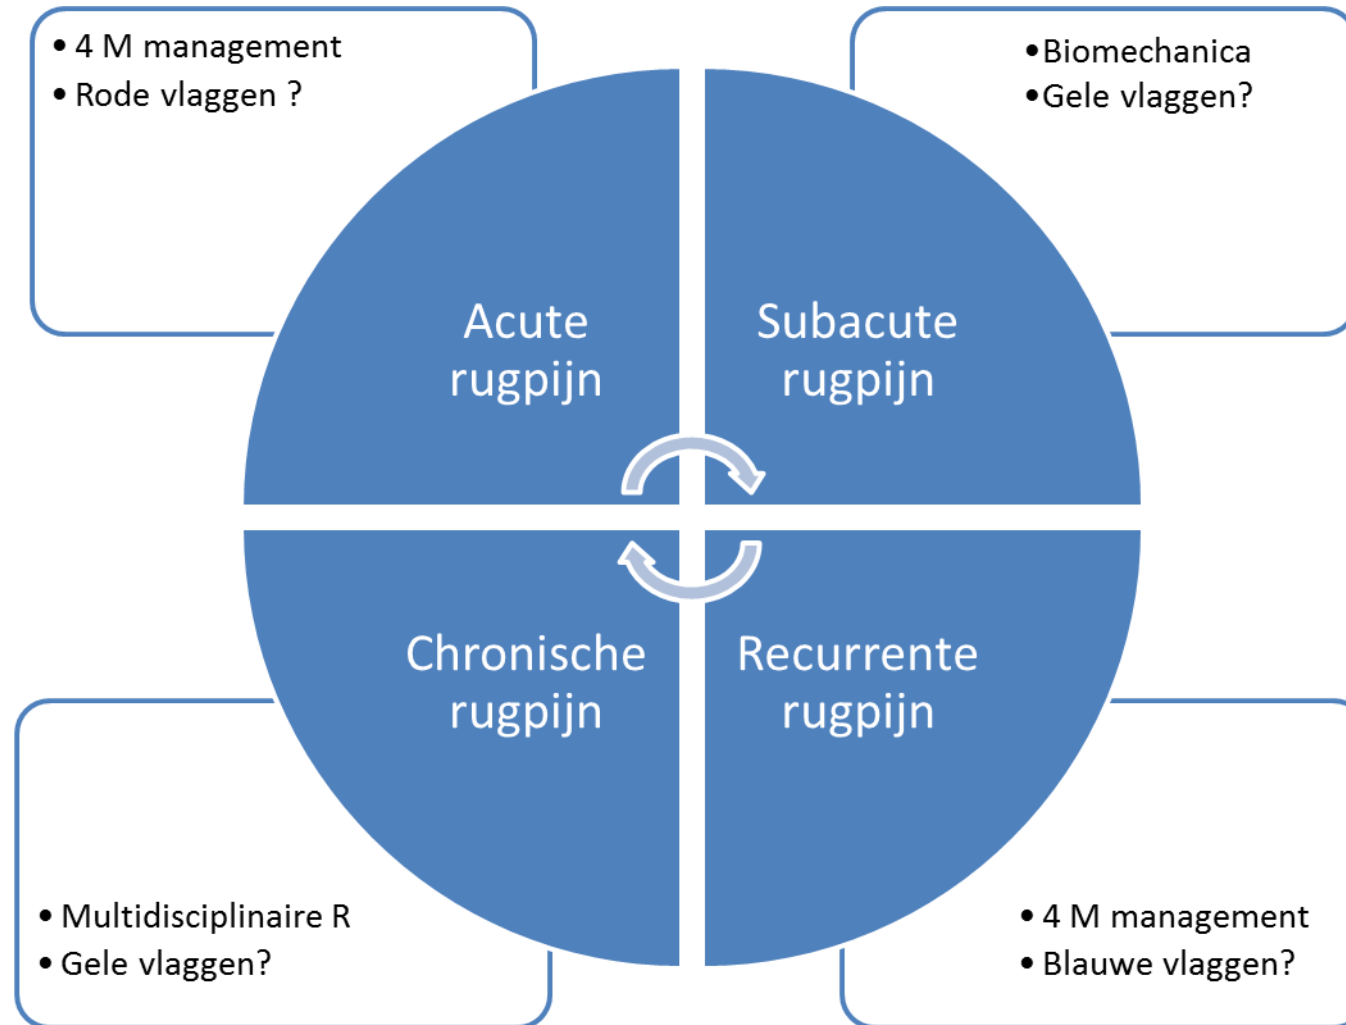 • 4 M management
• Rode vlaggen ?
•Biomechanica
•Gele vlaggen?
Acute
rugpijn
Subacute
rugpijn
Chronische
rugpijn
Recurrente
rugpijn
• Multidisciplinaire R
• Gele vlaggen?
• 4 M management
• Blauwe vlaggen?